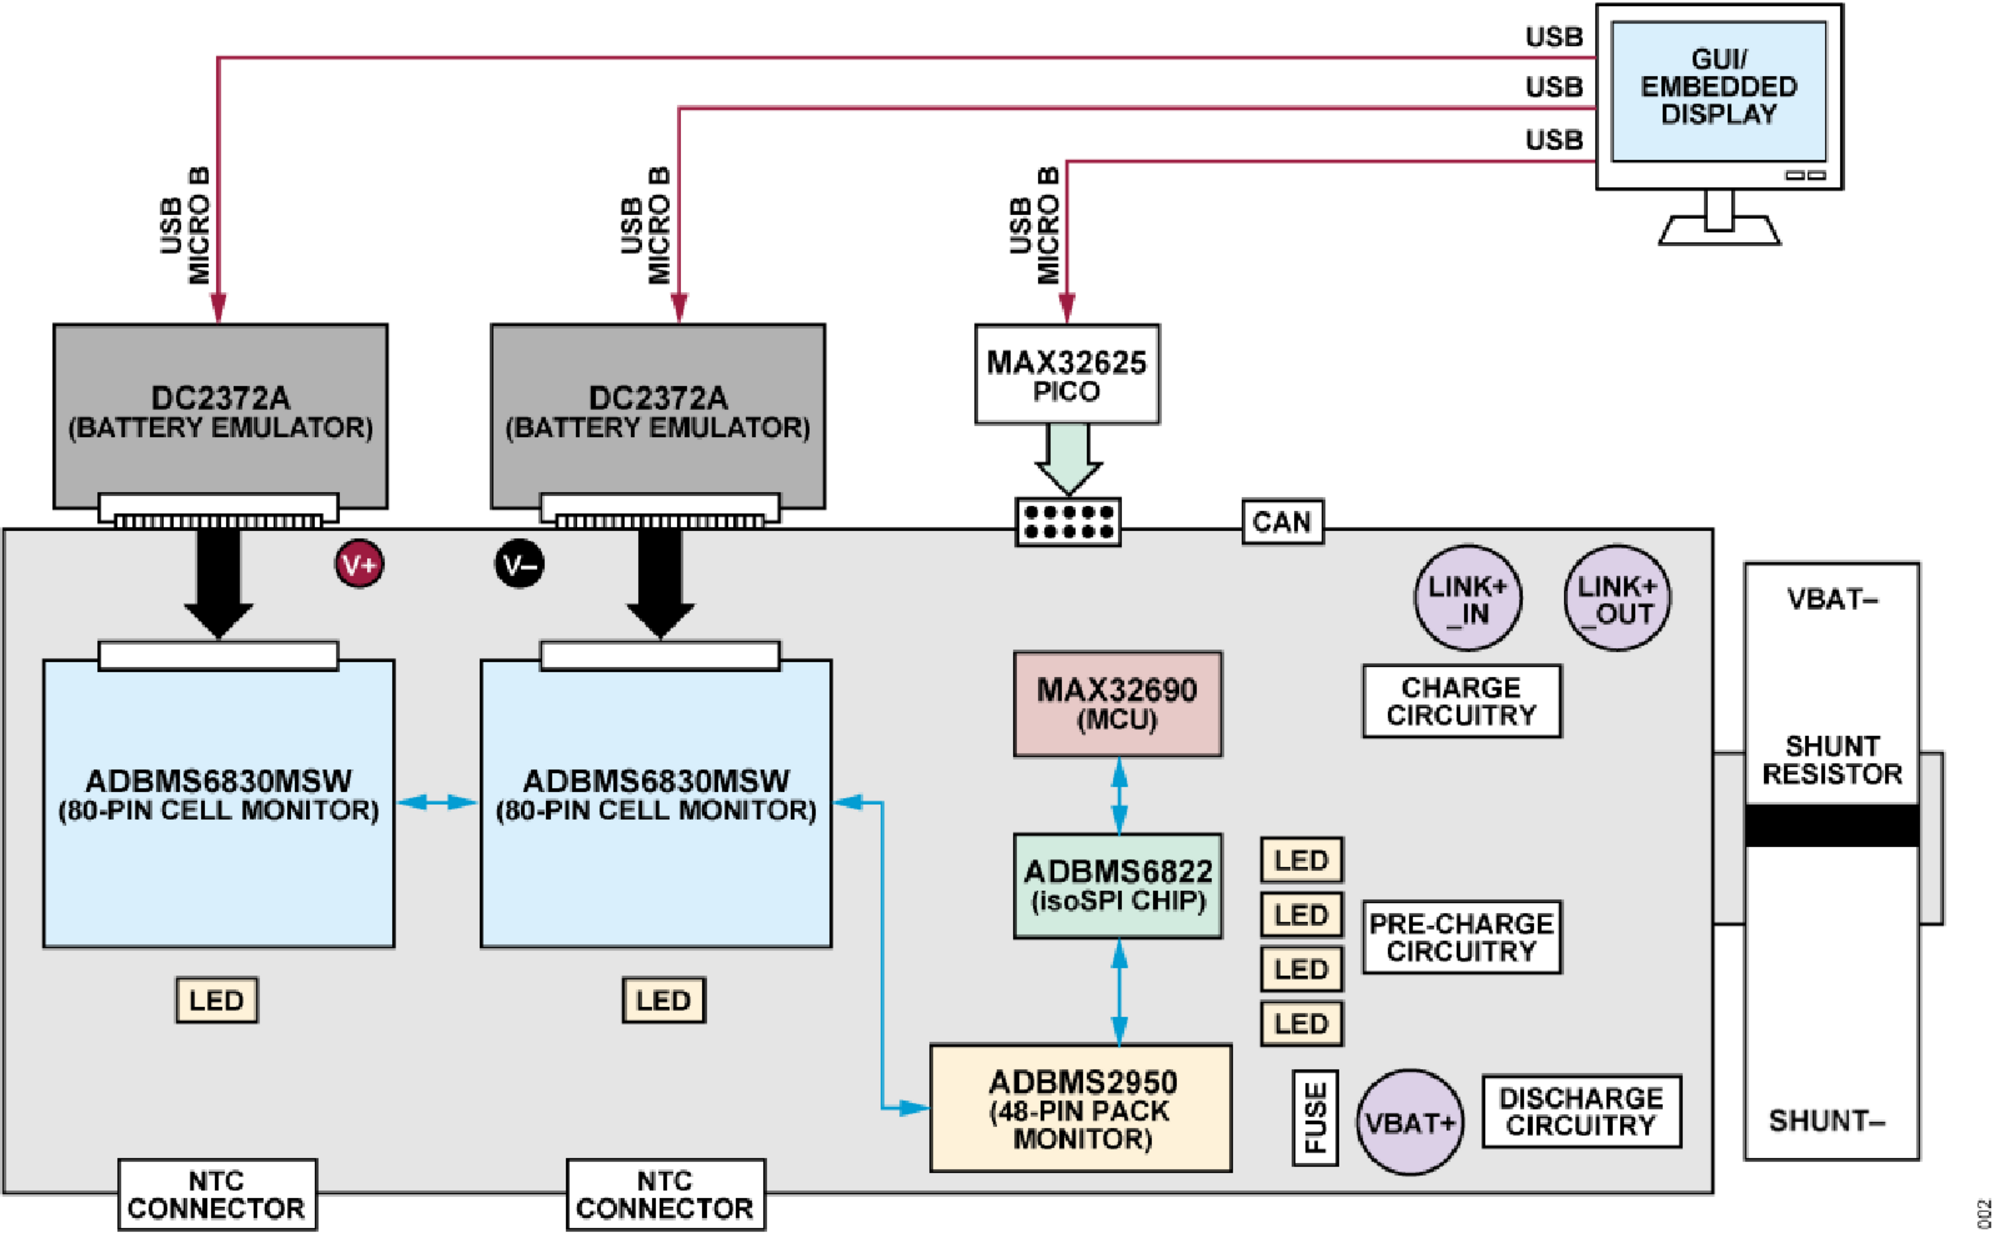 USB
USB
USB
GUI/
EMBEDDED
DISPLAY
USB
MICRO B
USB
MICRO B
USB
MICRO B
DC2372A
(BATTERY EMULATOR)
DC2372A
(BATTERY EMULATOR)
MAX32625
PICO
CAN
V+
V–
LINK+
_IN
LINK+
_OUT
VBAT–
CHARGE
CIRCUITRY
MAX32690
(MCU)
SHUNT
RESISTOR
ADBMS6830MSW
(80-PIN CELL MONITOR)
ADBMS6830MSW
(80-PIN CELL MONITOR)
ADBMS6822
(isoSPI CHIP)
LED
LED
LED
LED
PRE-CHARGE
CIRCUITRY
LED
LED
ADBMS2950
(48-PIN PACK
MONITOR)
FUSE
VBAT+
DISCHARGE
CIRCUITRY
SHUNT–
NTC
CONNECTOR
NTC
CONNECTOR
002